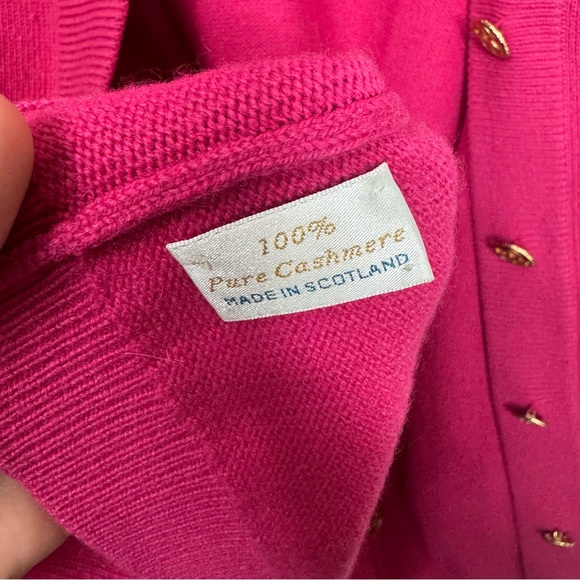 100%
Pure Cashmere
MADE IN SCOTLAND